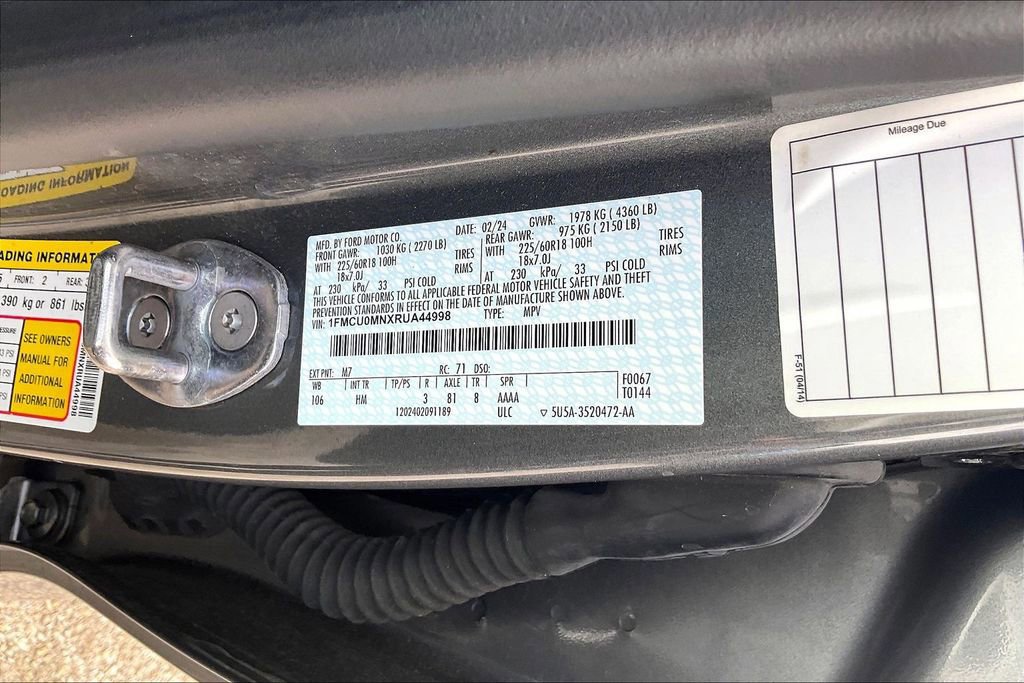 Mileage Due
OADING INFORMATION
ADING INFORMAT
FRONT: 2 REAR:
390 kg or 861 lbs
SEE OWNERS
MANUAL FOR
ADDITIONAL
INFORMATION
MFD. BY FORD MOTOR CO. DATE: 02/24 GVWR: 1978 KG ( 4360 LB)
FRONT GAWR: 1030 KG ( 2270 LB) REAR GAWR: 975 KG ( 2150 LB)
WITH 225/60R18 100H TIRES WITH 225/60R18 100H TIRES
18x7.0J RIMS 18x7.0J RIMS
AT 230 kPa/ 33 PSI COLD AT 230 kPa/ 33 PSI COLD
THIS VEHICLE CONFORMS TO ALL APPLICABLE FEDERAL MOTOR VEHICLE SAFETY AND THEFT
PREVENTION STANDARDS IN EFFECT ON THE DATE OF MANUFACTURE SHOWN ABOVE.
VIN: 1FMCU0MNXRUA44998 TYPE: MPV
EXT PNT: M7 RC: 71 DSO:
WB INT TR TP/PS R AXLE TR SPR F0067
106 HM 3 81 8 AAAA T0144
1202402091189 ULC ▽ 5U5A-3520472-AA
F-51 (04/14)